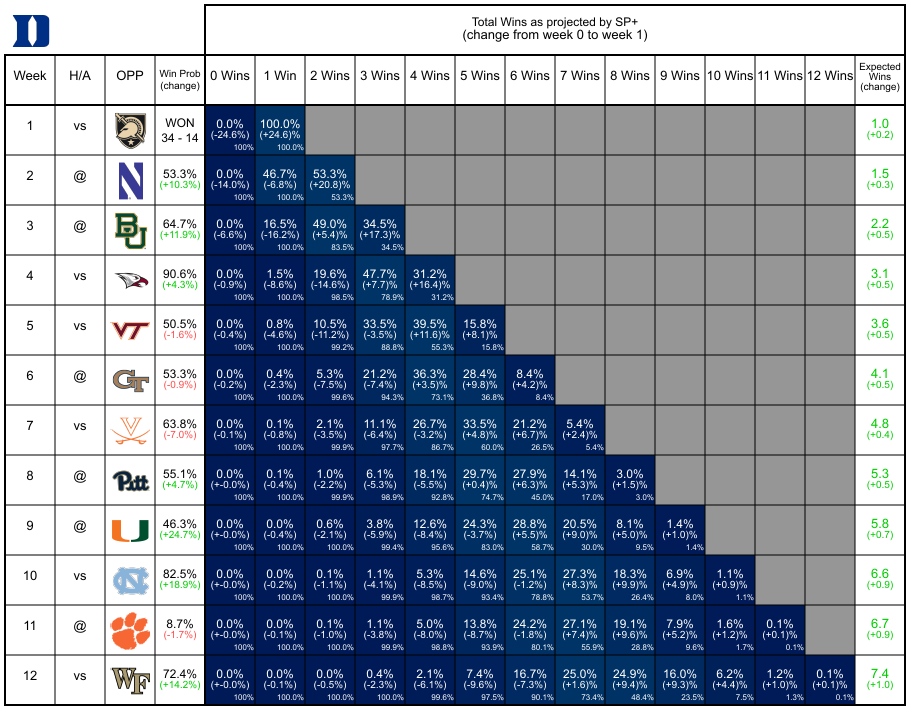 Total Wins as projected by SP+
(change from week 0 to week 1)
Week H/A OPP Win Prob (change) 0 Wins 1 Win 2 Wins 3 Wins 4 Wins 5 Wins 6 Wins 7 Wins 8 Wins 9 Wins 10 Wins 11 Wins 12 Wins Expected Wins (change)
1 vs WON 0.0% 100.0% 1.0
34 - 14 (-24.6%) (+24.6)% (+0.2)
100% 100.0%
2 @ N 53.3% 0.0% 46.7% 53.3% 1.5
(+10.3%) (-14.0%) (-6.8%) (+20.8)% (+0.3)
100% 100.0% 53.3%
3 @ BU 64.7% 0.0% 16.5% 49.0% 34.5% 2.2
(+11.9%) (-6.6%) (-16.2%) (+5.4)% (+17.3)% (+0.5)
100% 100.0% 83.5% 34.5%
4 vs 90.6% 0.0% 1.5% 19.6% 47.7% 31.2% 3.1
(+4.3%) (-0.9%) (-8.6%) (-14.6%) (+7.7)% (+16.4)% (+0.5)
100% 100.0% 98.5% 78.9% 31.2%
5 vs VT 50.5% 0.0% 0.8% 10.5% 33.5% 39.5% 15.8% 3.6
(-1.6%) (-0.4%) (-4.6%) (-11.2%) (-3.5%) (+11.6)% (+8.1)% (+0.5)
100% 100.0% 99.2% 88.8% 55.3% 15.8%
6 @ GT 53.3% 0.0% 0.4% 5.3% 21.2% 36.3% 28.4% 8.4% 4.1
(-0.9%) (-0.2%) (-2.3%) (-7.5%) (-7.4%) (+3.5)% (+9.8)% (+4.2)% (+0.5)
100% 100.0% 99.6% 94.3% 73.1% 36.8% 8.4%
7 vs V 63.8% 0.0% 0.1% 2.1% 11.1% 26.7% 33.5% 21.2% 5.4% 4.8
(-7.0%) (-0.1%) (-0.8%) (-3.5%) (-6.4%) (-3.2%) (+4.8)% (+6.7)% (+2.4)% (+0.4)
100% 100.0% 99.9% 97.7% 86.7% 60.0% 26.5% 5.4%
8 @ Pitt 55.1% 0.0% 0.1% 1.0% 6.1% 18.1% 29.7% 27.9% 14.1% 3.0% 5.3
(+4.7%) (+-0.0%) (-0.4%) (-2.2%) (-5.3%) (-5.5%) (+0.4)% (+6.3)% (+5.3)% (+1.5)% (+0.5)
100% 100.0% 99.9% 98.9% 92.8% 74.7% 45.0% 17.0% 3.0%
9 @ U 46.3% 0.0% 0.0% 0.6% 3.8% 12.6% 24.3% 28.8% 20.5% 8.1% 1.4% 5.8
(+24.7%) (+-0.0%) (-0.4%) (-2.1%) (-5.9%) (-8.4%) (-3.7%) (+5.5)% (+9.0)% (+5.0)% (+1.0)% (+0.7)
100% 100.0% 100.0% 99.4% 95.6% 83.0% 58.7% 30.0% 9.5% 1.4%
10 vs NC 82.5% 0.0% 0.0% 0.1% 1.1% 5.3% 14.6% 25.1% 27.3% 18.3% 6.9% 1.1% 6.6
(+18.9%) (+-0.0%) (-0.2%) (-1.1%) (-4.1%) (-8.5%) (-9.0%) (-1.2%) (+8.3)% (+9.9)% (+4.9)% (+0.9)% (+0.9)
100% 100.0% 100.0% 99.9% 98.7% 93.4% 78.8% 53.7% 26.4% 8.0% 1.1%
11 @ 8.7% 0.0% 0.0% 0.1% 1.1% 5.0% 13.8% 24.2% 27.1% 19.1% 7.9% 1.6% 0.1% 6.7
(-1.7%) (+-0.0%) (-0.1%) (-1.0%) (-3.8%) (-8.0%) (-8.7%) (-1.8%) (+7.4)% (+9.6)% (+5.2)% (+1.2)% (+0.1)% (+0.9)
100% 100.0% 100.0% 99.9% 98.8% 93.9% 80.1% 55.9% 28.8% 9.6% 1.7% 0.1%
12 vs WF 72.4% 0.0% 0.0% 0.0% 0.4% 2.1% 7.4% 16.7% 25.0% 24.9% 16.0% 6.2% 1.2% 0.1% 7.4
(+14.2%) (+-0.0%) (-0.1%) (-0.5%) (-2.3%) (-6.1%) (-9.6%) (-7.3%) (+1.6)% (+9.4)% (+9.3)% (+4.4)% (+1.0)% (+0.1)% (+1.0)
100% 100.0% 100.0% 100.0% 99.6% 97.5% 90.1% 73.4% 48.4% 23.5% 7.5% 1.3% 0.1%